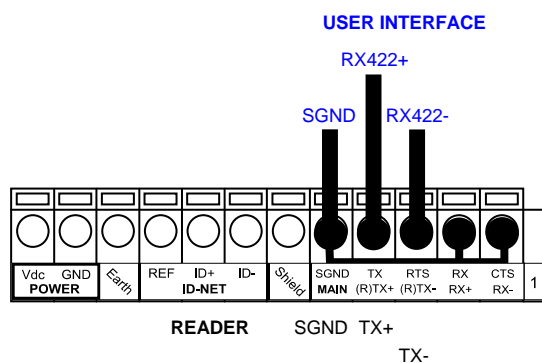 USER INTERFACE
RX422+
SGND RX422-
Vdc GND Earth REF ID+ ID- Shield SGND TX RTS RX CTS 1
POWER ID-NET MAIN (R)TX+ (R)TX- RX+ RX-
READER SGND TX+
TX-